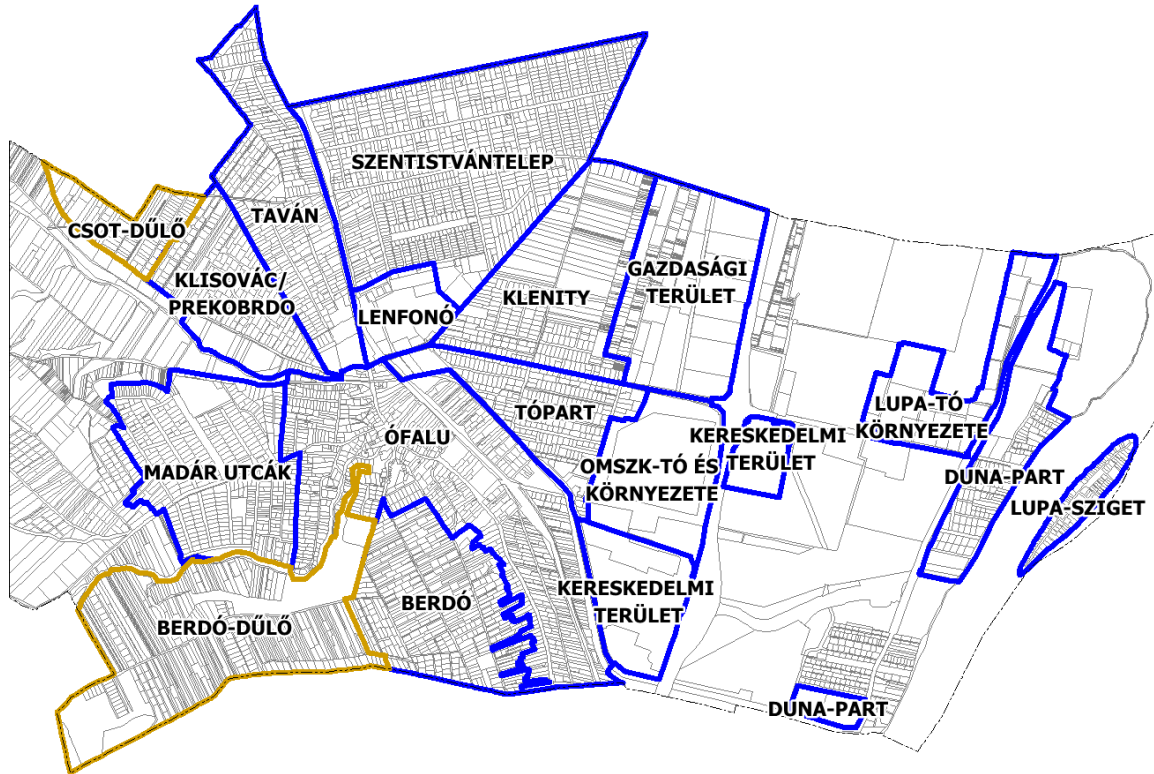 SZENTISTVÁNTELEP
TAVÁN
CSOT-DŰLŐ
KLISOVÁC/
PREKOBRDO
LENFONÓ
KLENITY
GAZDASÁGI
TERÜLET
TÓPART
LUPA-TÓ
KÖRNYEZETE
ÓFALU
KERESKEDELMI
TERÜLET
MADÁR UTCÁK
OMSZK-TÓ ÉS
KÖRNYEZETE
DUNA-PART
LUPA-SZIGET
BERDÓ
KERESKEDELMI
TERÜLET
BERDÓ-DŰLŐ
DUNA-PART